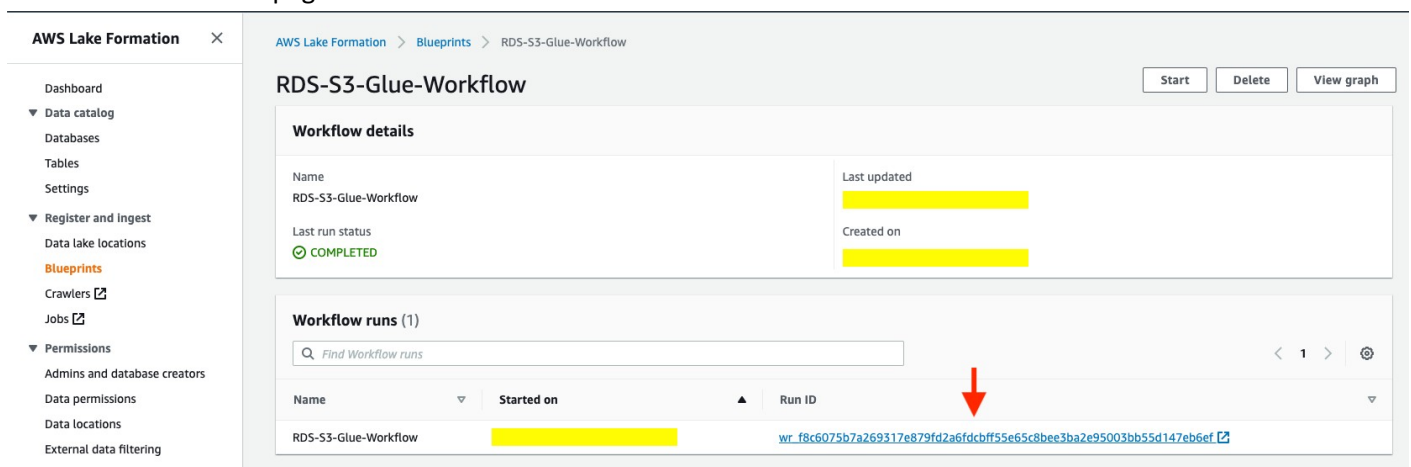 AWS Lake Formation
Dashboard
Data catalog
Databases
Tables
Settings
Register and ingest
Data lake locations
Blueprints
Crawlers
Jobs
Permissions
Admins and database creators
Data permissions
Data locations
External data filtering
AWS Lake Formation > Blueprints > RDS-S3-Glue-Workflow
RDS-S3-Glue-Workflow
Start Delete View graph
Workflow details
Name Last updated
RDS-S3-Glue-Workflow
Last run status Created on
COMPLETED
Workflow runs (1)
Find Workflow runs
< 1 >
Name Started on Run ID
RDS-S3-Glue-Workflow wr_f8c6075b7a269317e879fd2a6fdcbff55e65c8bee3ba2e95003bb55d147eb6ef